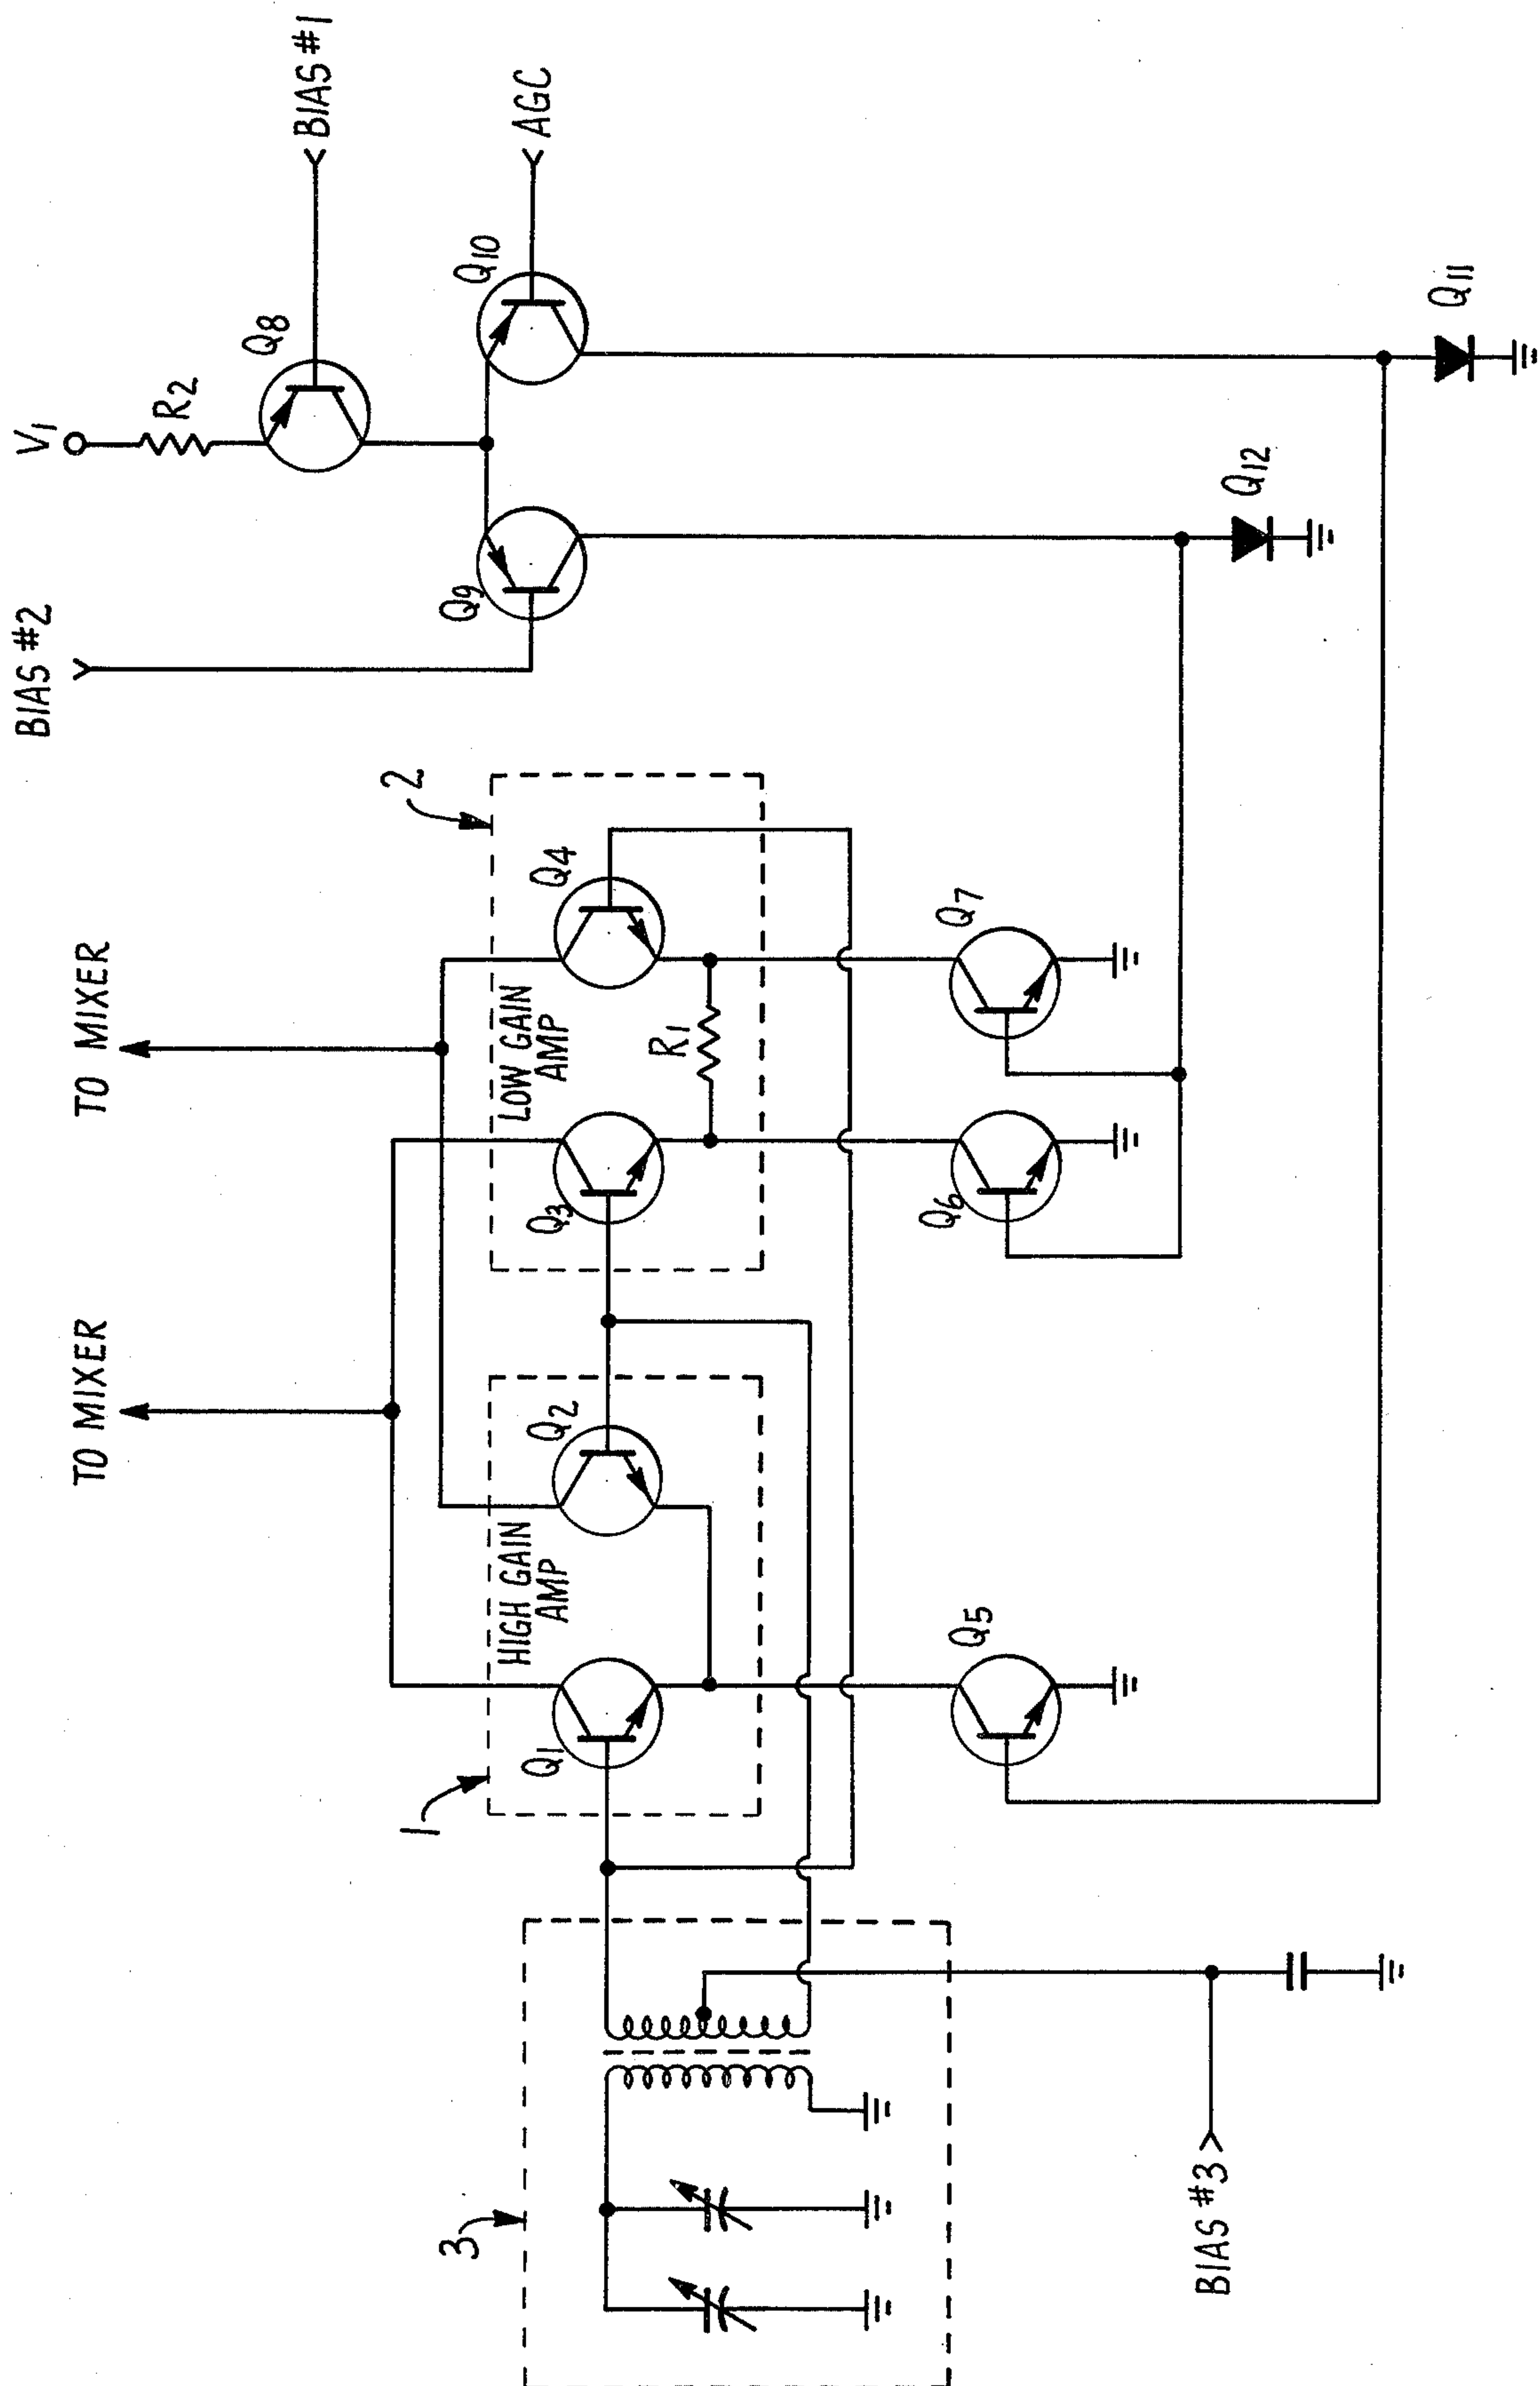 TO MIXER
TO MIXER
BIAS #2
V1
R2
Q8
BIAS #1
Q9
Q10
AGC
1
HIGH GAIN
AMP
Q1
Q2
2
LOW GAIN
AMP
Q3
Q4
R1
3
Q5
Q6
Q7
BIAS #3
Q12
Q11